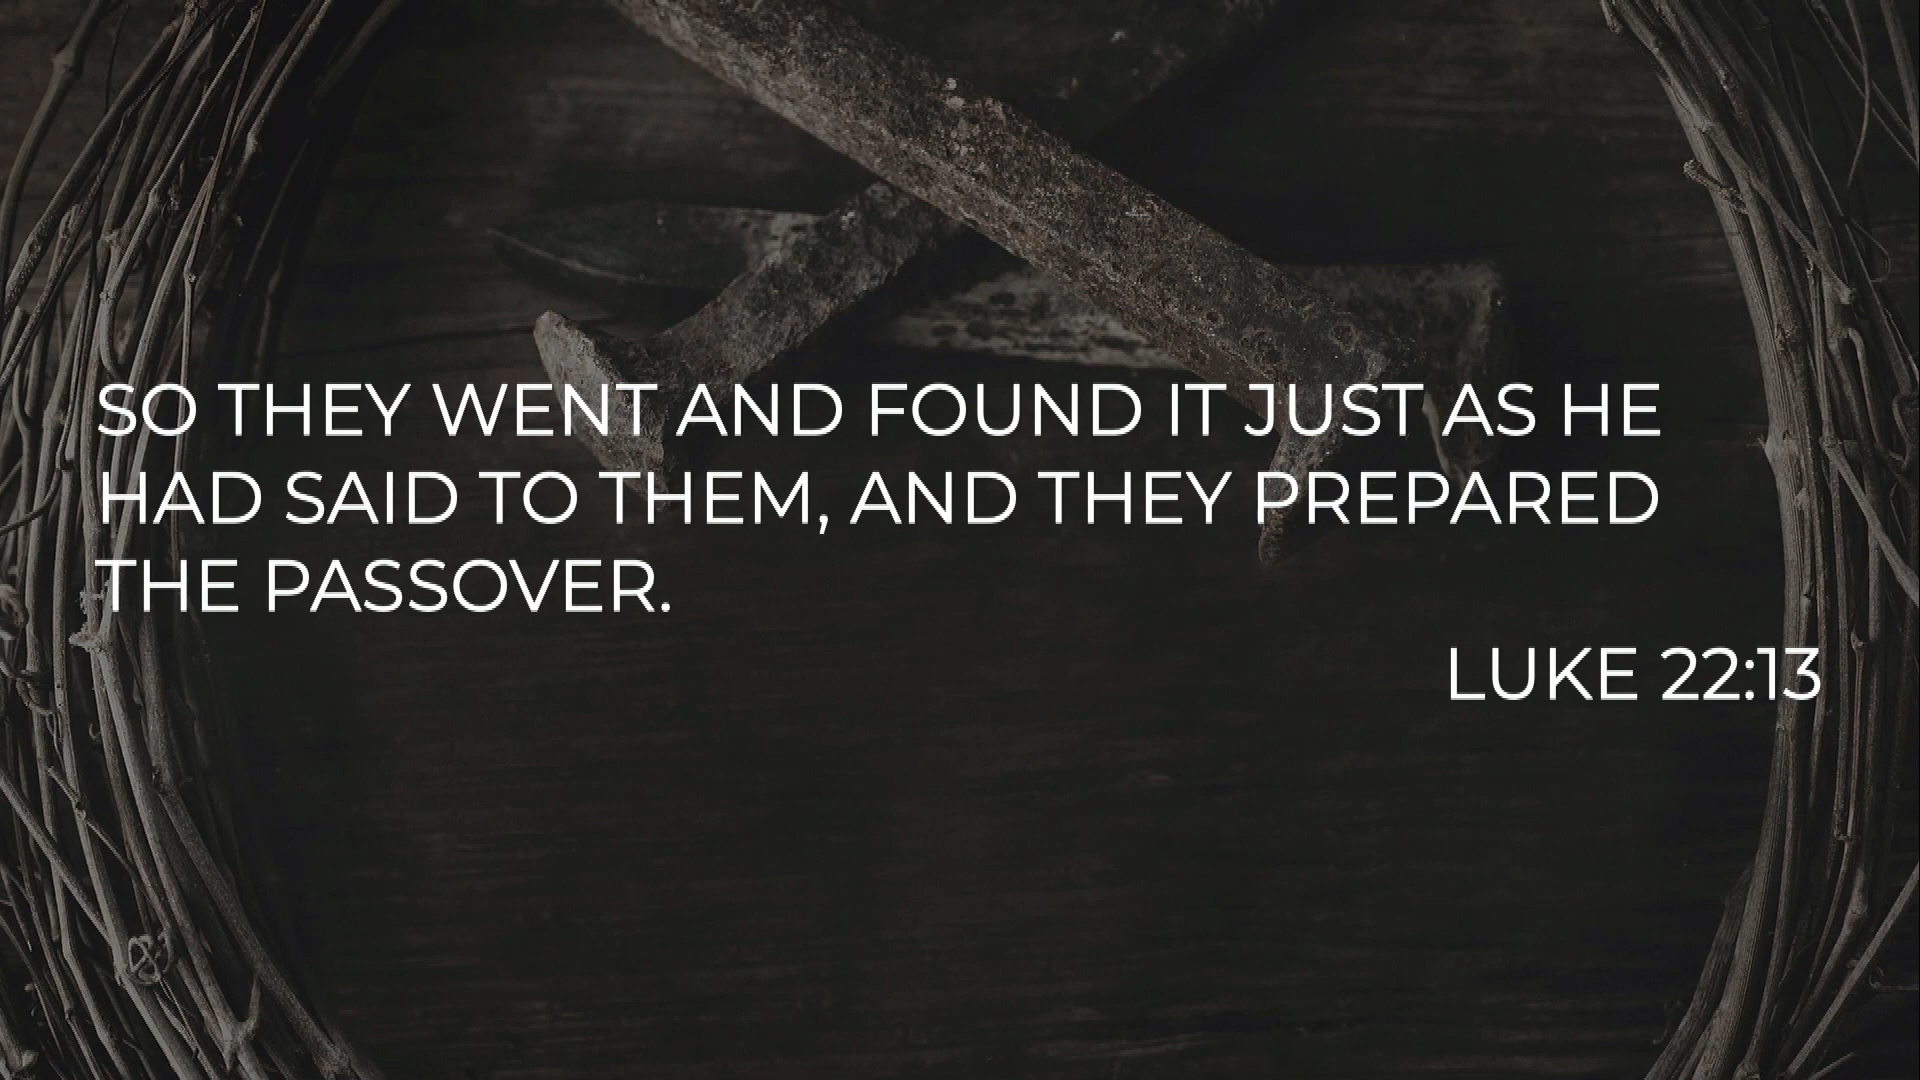 SO THEY WENT AND FOUND IT JUST AS HE
HAD SAID TO THEM, AND THEY PREPARED
THE PASSOVER.
LUKE 22:13